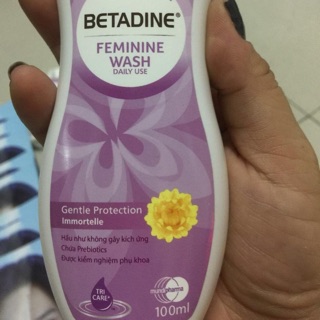 BETADINE®
FEMININE
WASH
DAILY USE
Gentle Protection
Immortelle
Hầu như không gây kích ứng
Chứa Prebiotics
Được kiểm nghiệm phụ khoa
TRI
CARE+
mundipharma
100ml